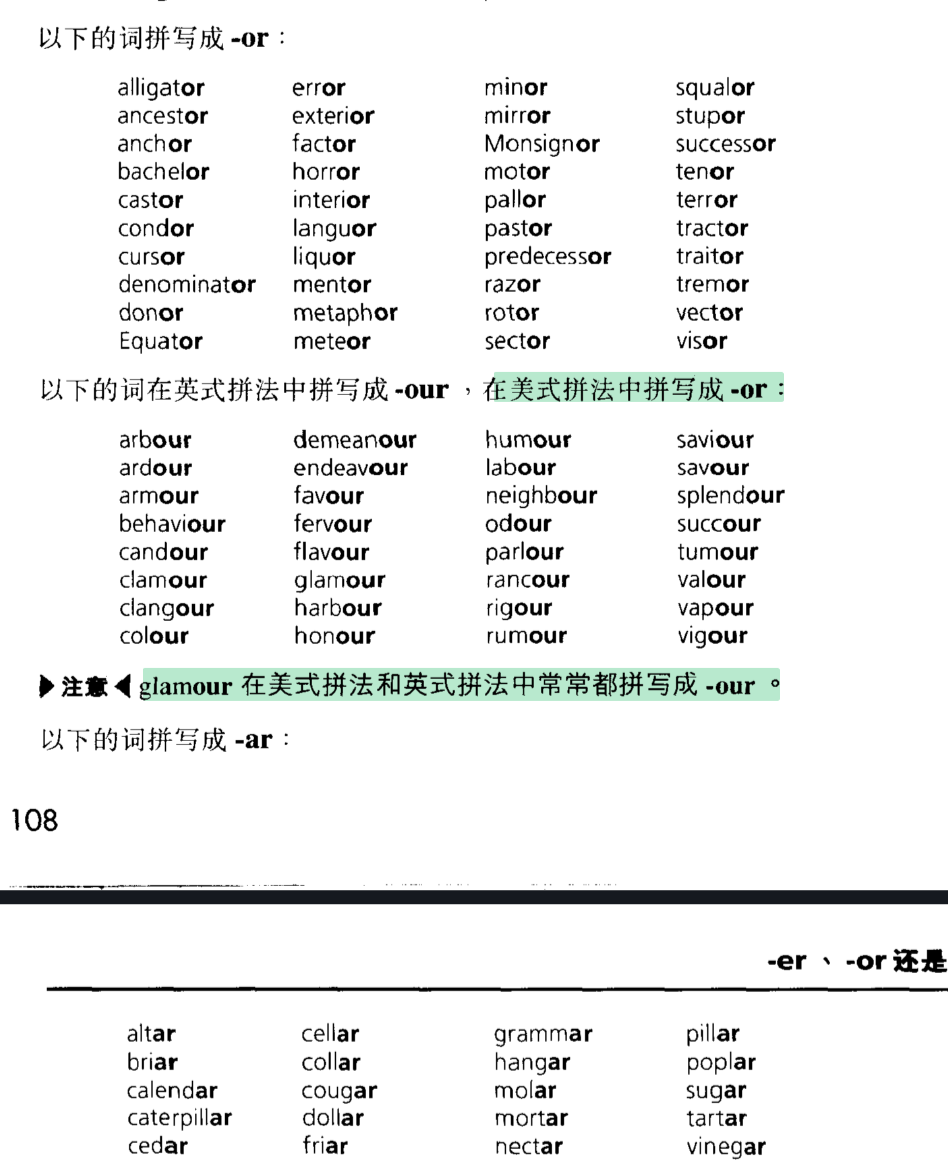 以下的词拼写成 -or：
alligator error minor squalor
ancestor exterior mirror stupor
anchor factor Monsignor successor
bachelor horror motor tenor
castor interior pallor terror
condor languor pastor tractor
cursor liquor predecessor traitor
denominator mentor razor tremor
donor metaphor rotor vector
Equator meteor sector visor
以下的词在英式拼法中拼写成 -our，在美式拼法中拼写成 -or：
arbour demeanour humour saviour
ardour endeavour labour savour
armour favour neighbour splendour
behaviour fervour odour succour
candour flavour parlour tumour
clamour glamour rancour valour
clangour harbour rigour vapour
colour honour rumour vigour
▶注意◀ glamour 在美式拼法和英式拼法中常常都拼写成 -our。
以下的词拼写成 -ar：
108
-er、-or 还是
altar cellar grammar pillar
briar collar hangar poplar
calendar cougar molar sugar
caterpillar dollar mortar tartar
cedar friar nectar vinegar